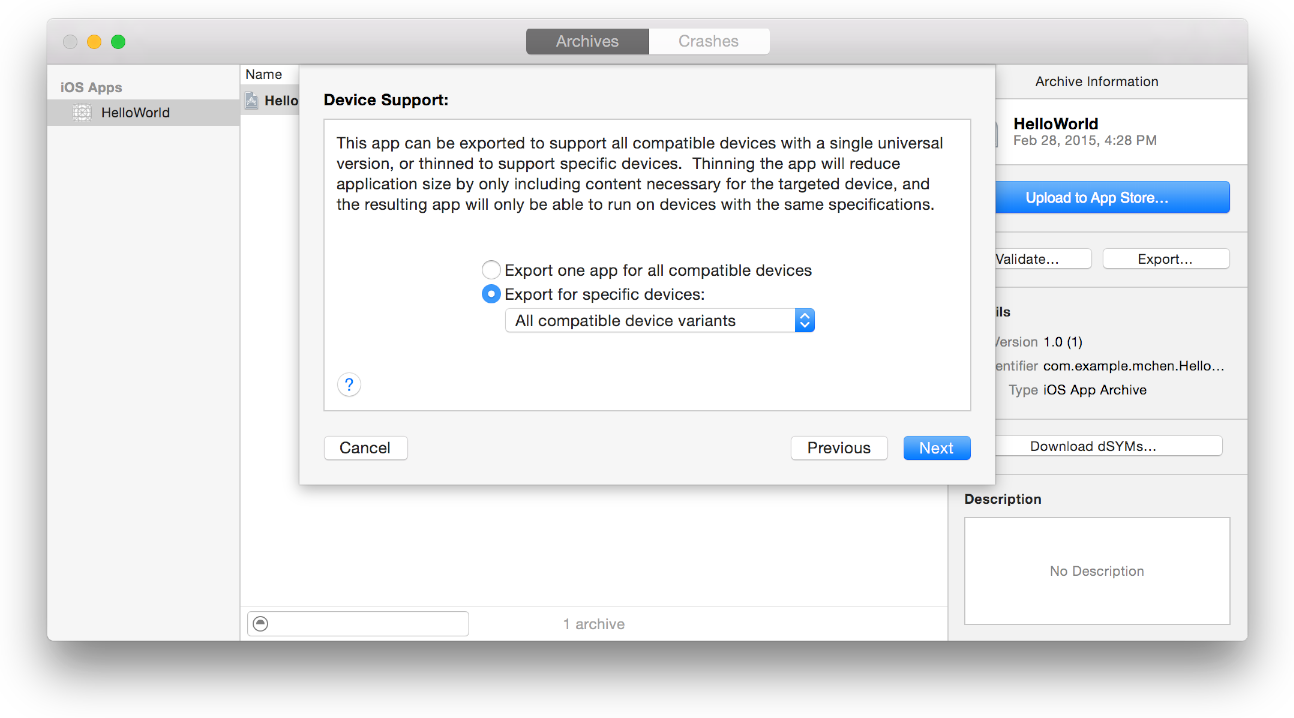 Archives
Crashes
iOS Apps
HelloWorld
Name
Hello
Device Support:
This app can be exported to support all compatible devices with a single universal
version, or thinned to support specific devices.  Thinning the app will reduce
application size by only including content necessary for the targeted device, and
the resulting app will only be able to run on devices with the same specifications.
Export one app for all compatible devices
Export for specific devices:
All compatible device variants
?
Cancel
Previous
Next
1 archive
Archive Information
HelloWorld
Feb 28, 2015, 4:28 PM
Upload to App Store…
Validate…
Export…
ils
Version 1.0 (1)
entifier com.example.mchen.Hello…
Type iOS App Archive
Download dSYMs…
Description
No Description